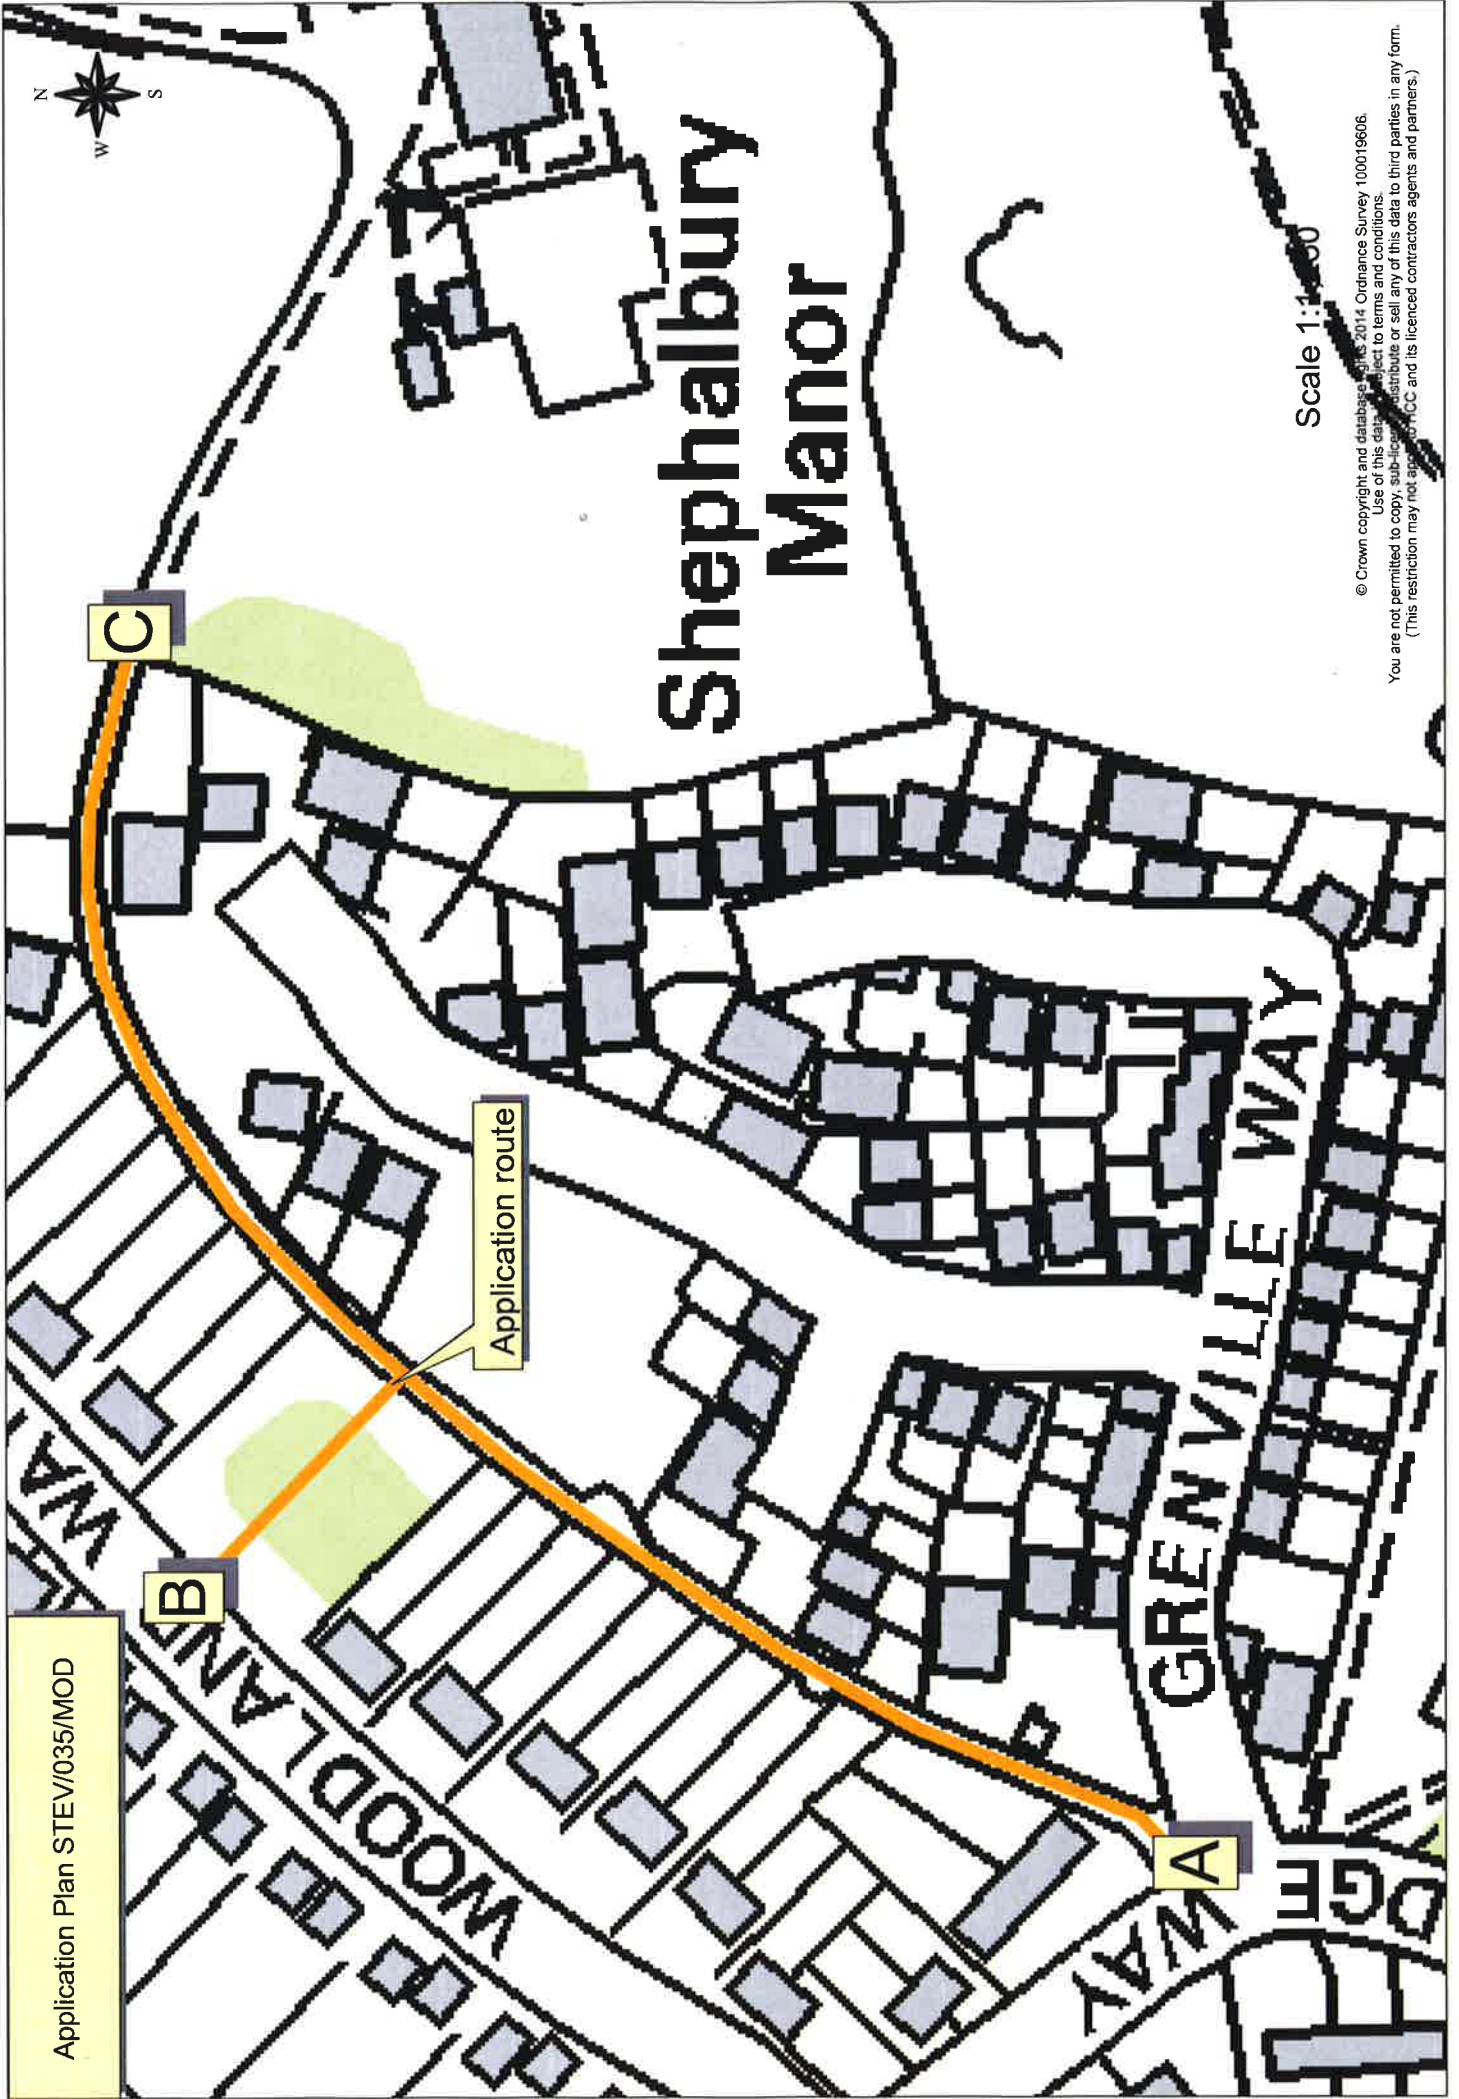 Application Plan STEV/035/MOD
N
W
S
C
B
A
Application route
Shephalbury
Manor
WOODLAND
WAY
GRENVILLE WAY
WAY
EDGE
Scale
© Crown copyright and database rights 2014 Ordnance Survey 100019606.
Use of this data subject to terms and conditions.
You are not permitted to copy, sub-license, distribute or sell any of this data to third parties in any form.
(This restriction may not apply to HCC and its licenced contractors agents and partners.)